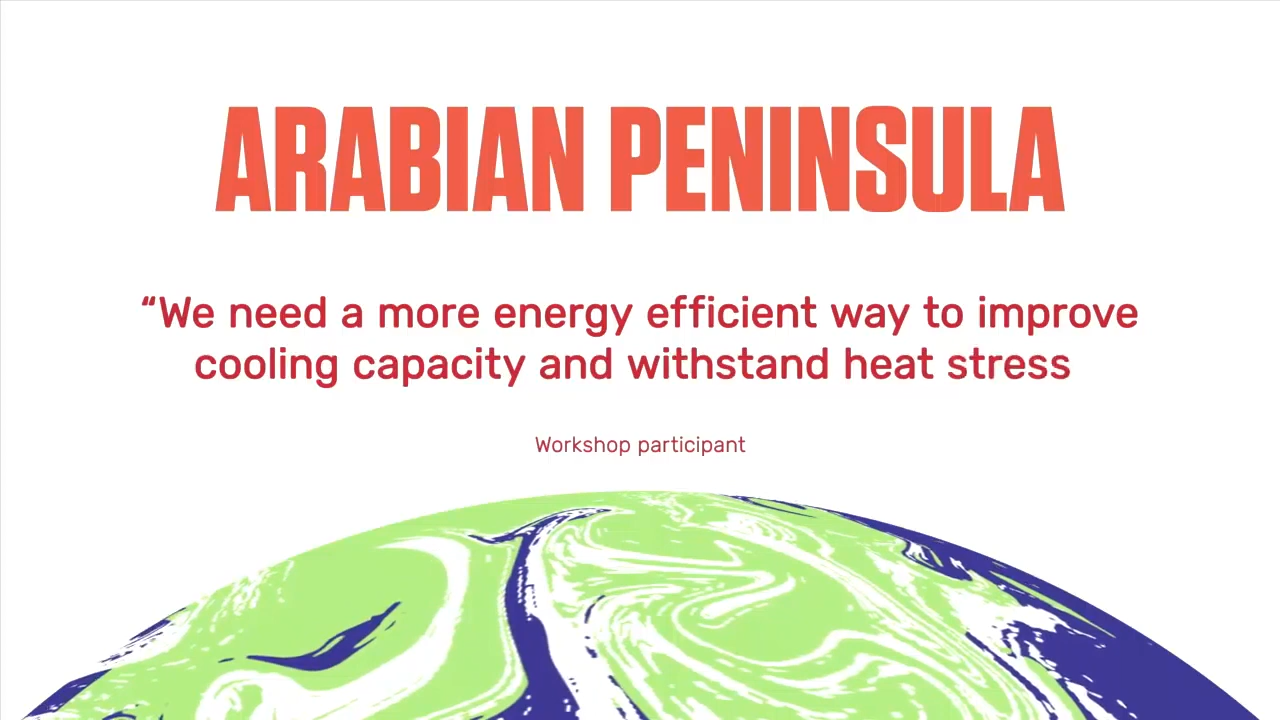 ARABIAN PENINSULA
“We need a more energy efficient way to improve
cooling capacity and withstand heat stress
Workshop participant